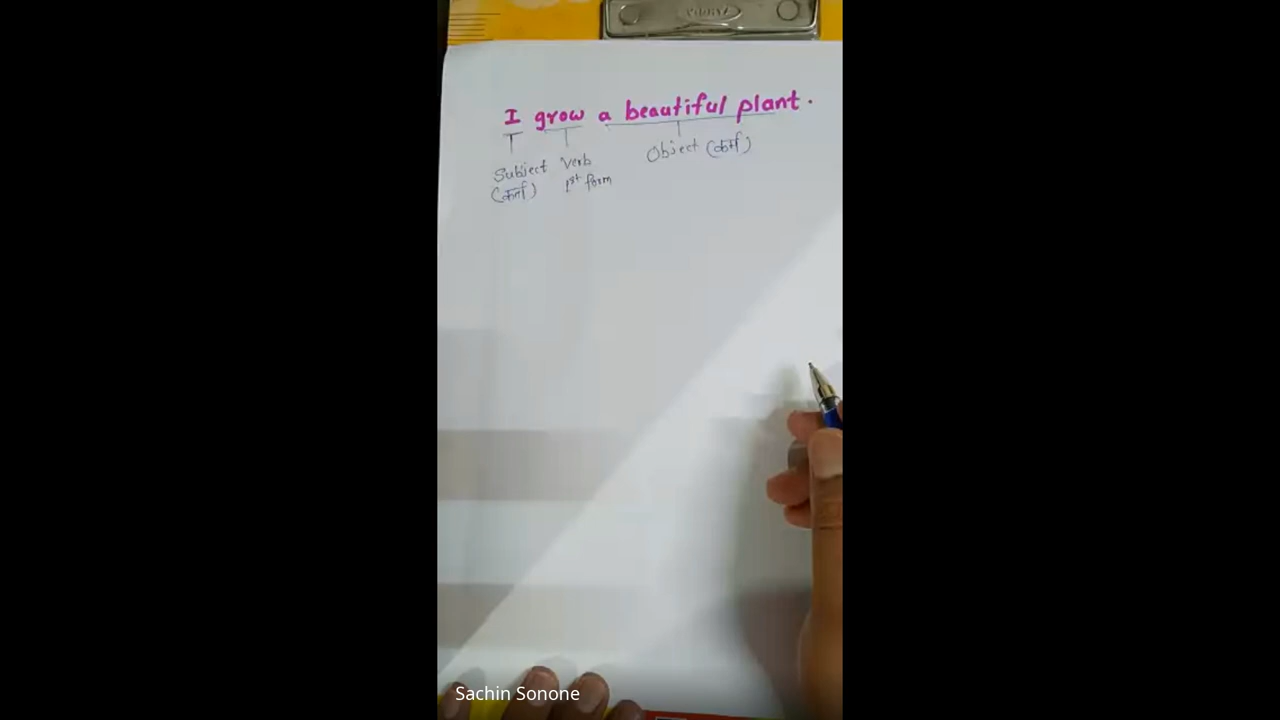 I grow a beautiful plant.
Subject Verb Object (कर्म)
(कर्ता) 1st form
Sachin Sonone